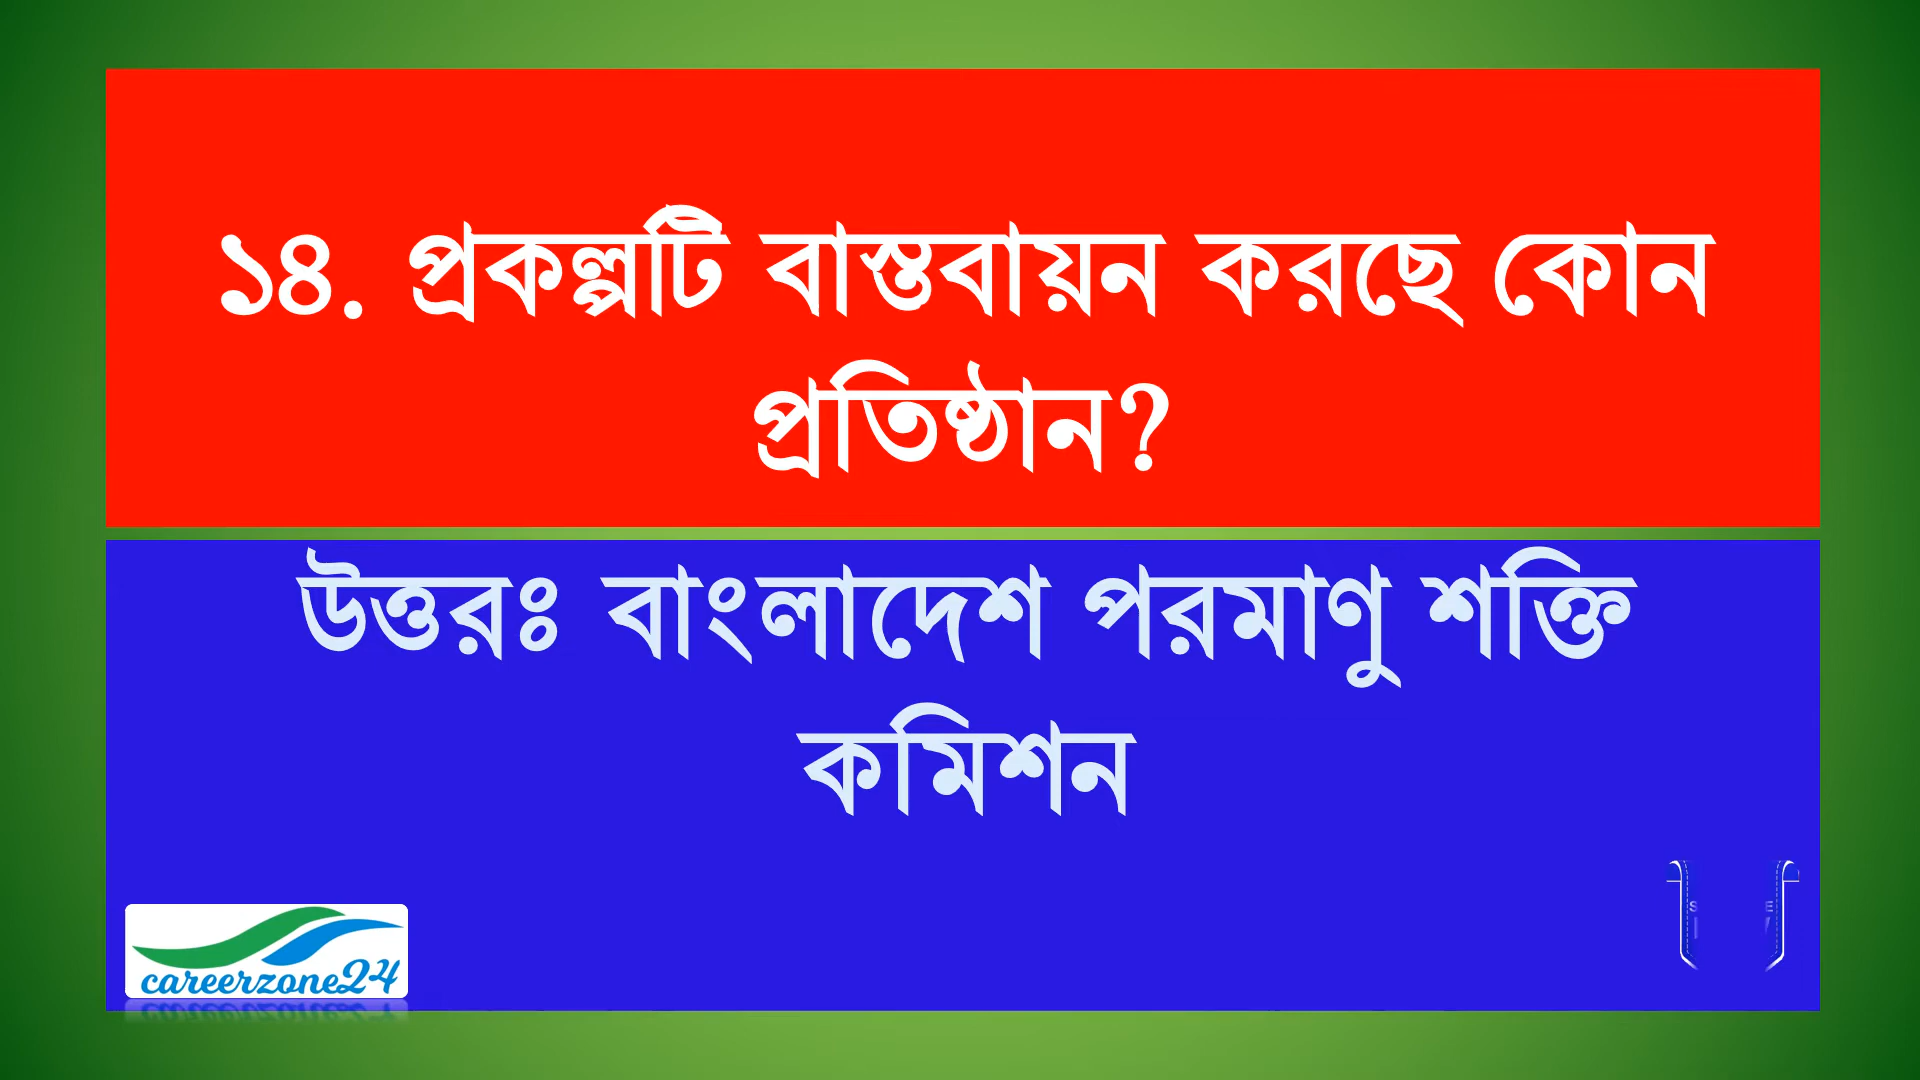 ১৪. প্রকল্পটি বাস্তবায়ন করছে কোন
প্রতিষ্ঠান?
উত্তরঃ বাংলাদেশ পরমাণু শক্তি
কমিশন
careerzone24